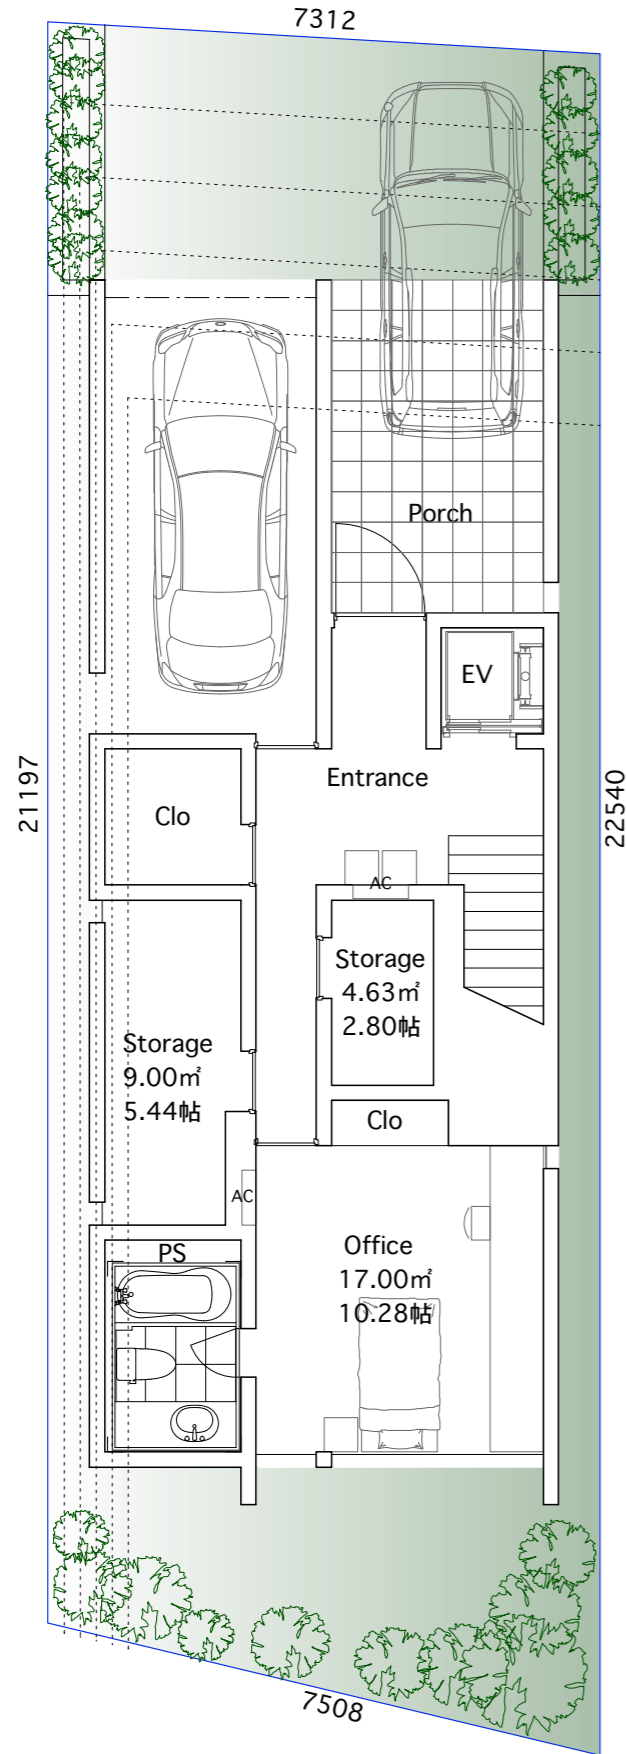 7312
Porch
EV
21197
22540
Entrance
Clo
AC
Storage
4.63㎡
2.80帖
Storage
9.00㎡
5.44帖
Clo
AC
PS
Office
17.00㎡
10.28帖
7508